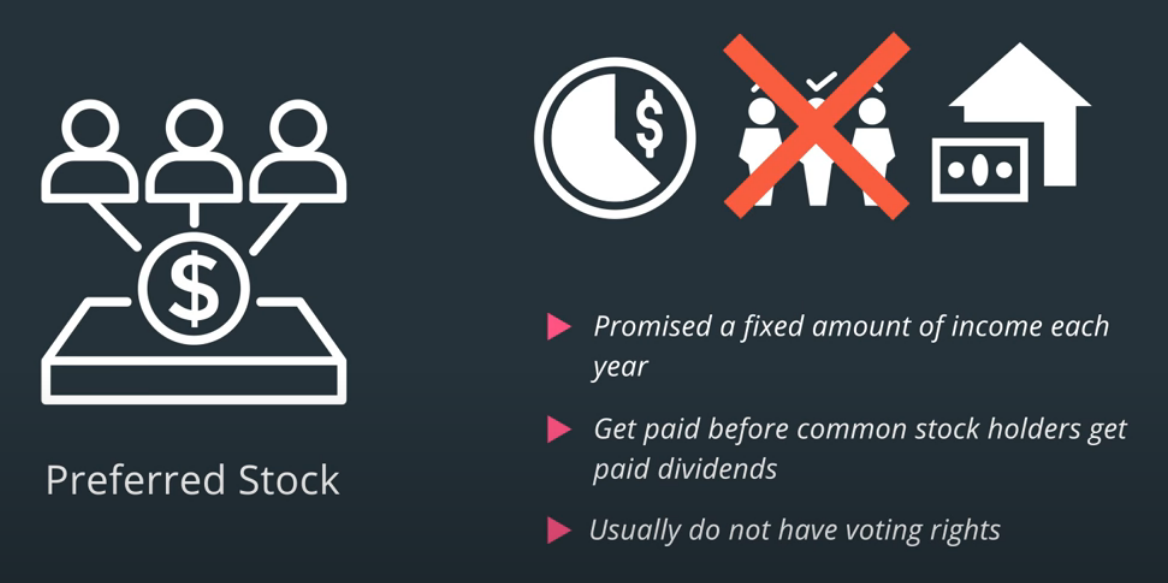 Preferred Stock
Promised a fixed amount of income each
year
Get paid before common stock holders get
paid dividends
Usually do not have voting rights
$
$